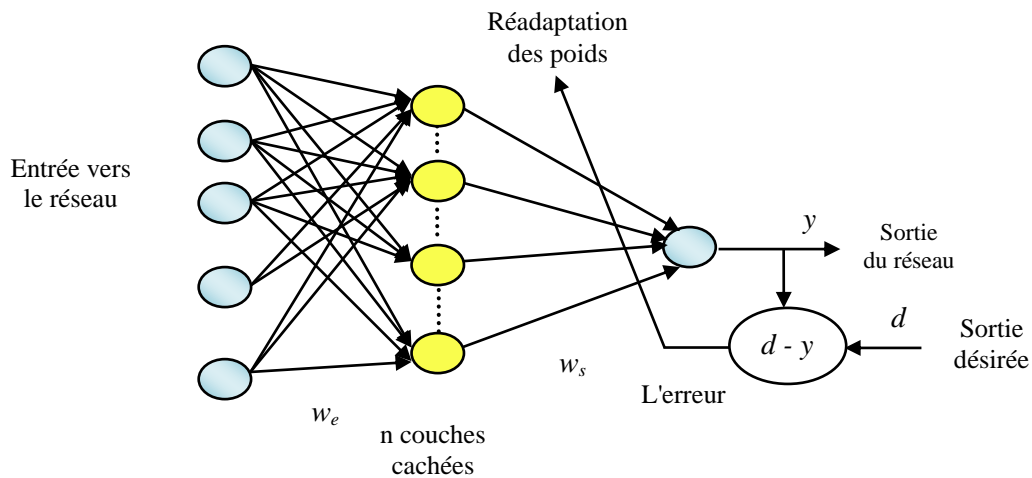 Réadaptation
des poids
Entrée vers
le réseau
y
Sortie
du réseau
d
d - y
Sortie
désirée
w_s
L'erreur
w_e
n couches
cachées